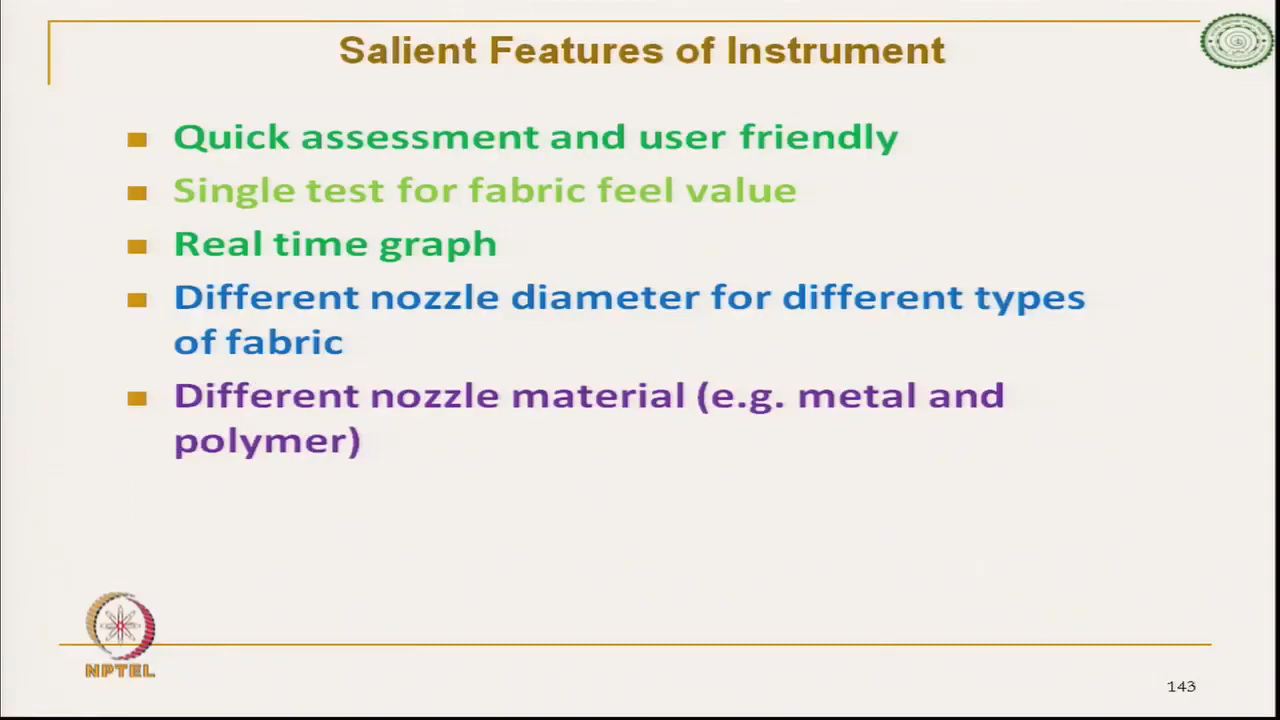 Salient Features of Instrument
Quick assessment and user friendly
Single test for fabric feel value
Real time graph
Different nozzle diameter for different types
of fabric
Different nozzle material (e.g. metal and
polymer)
NPTEL
143